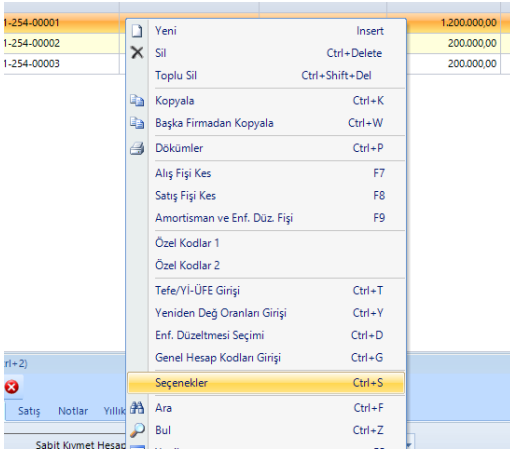 1-254-00001 1.200.000,00
1-254-00002 200.000,00
1-254-00003 200.000,00
Yeni Insert
Sil Ctrl+Delete
Toplu Sil Ctrl+Shift+Del
Kopyala Ctrl+K
Başka Firmadan Kopyala Ctrl+W
Dökümler Ctrl+P
Alış Fişi Kes F7
Satış Fişi Kes F8
Amortisman ve Enf. Düz. Fişi F9
Özel Kodlar 1
Özel Kodlar 2
Tefe/Yİ-ÜFE Girişi Ctrl+T
Yeniden Değ Oranları Girişi Ctrl+Y
Enf. Düzeltmesi Seçimi Ctrl+D
Genel Hesap Kodları Girişi Ctrl+G
Seçenekler Ctrl+S
Ara Ctrl+F
Bul Ctrl+Z
rl+2)
Satış Notlar Yıllık
Sabit Kıymet Hesap